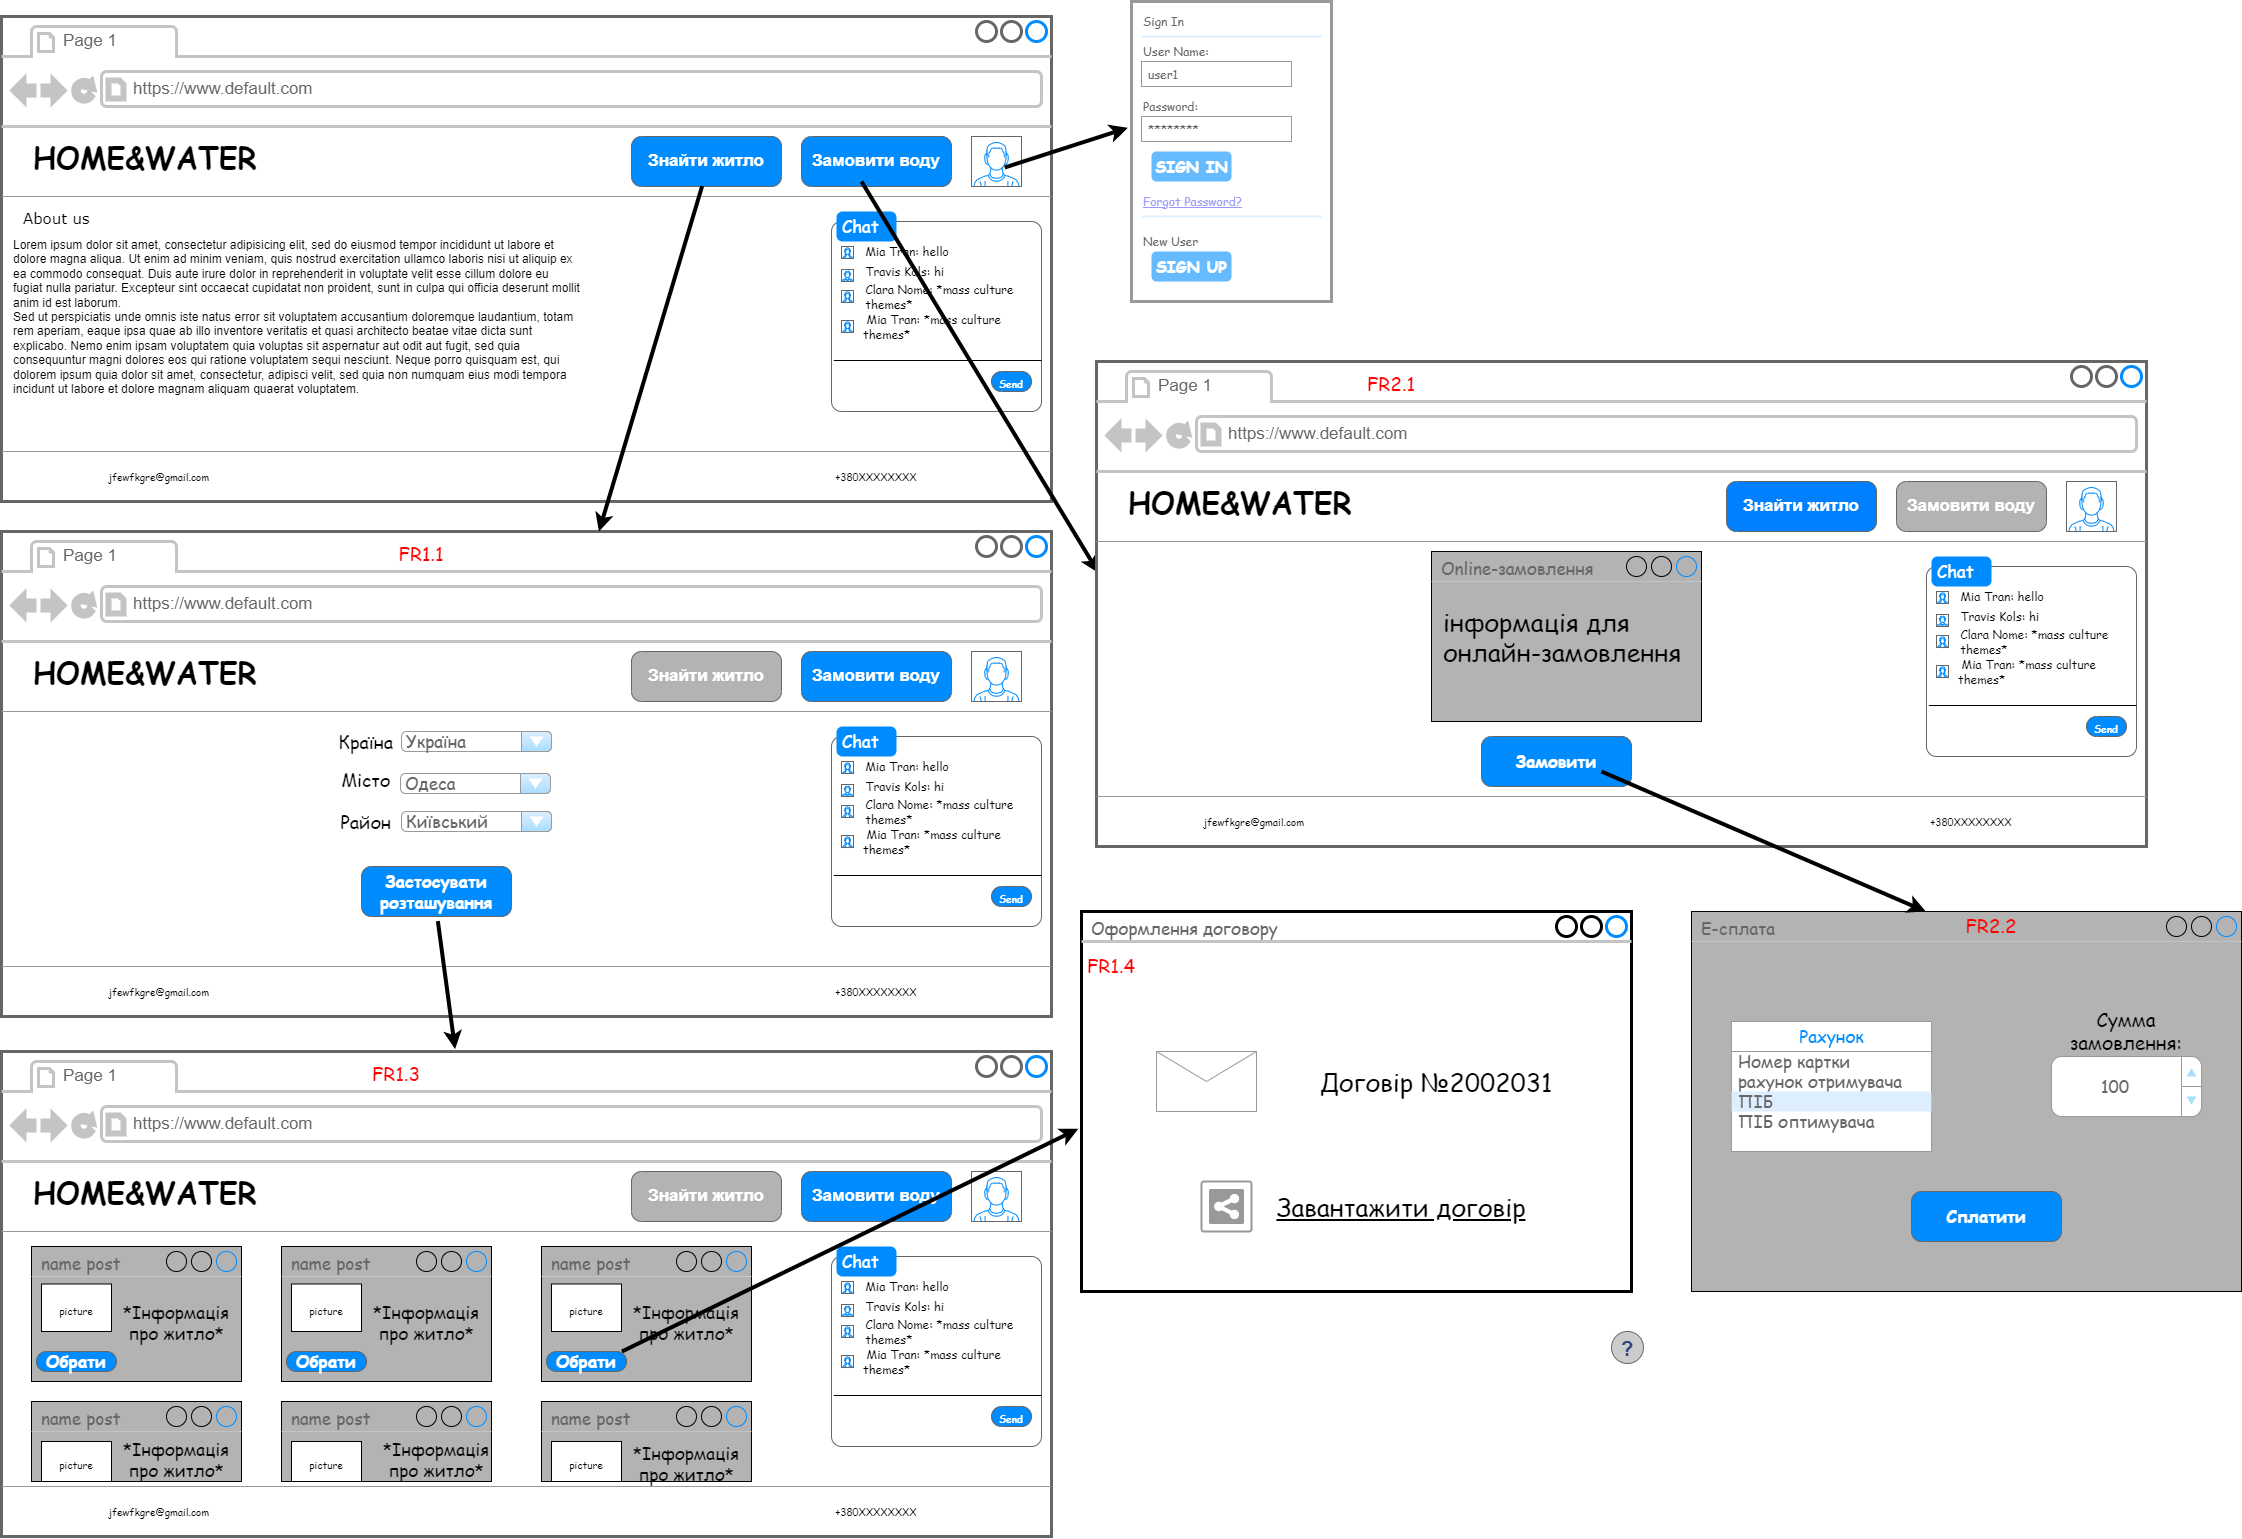 Page 1
https://www.default.com
HOME&WATER
Знайти житло
Замовити воду
About us
Lorem ipsum dolor sit amet, consectetur adipisicing elit, sed do eiusmod tempor incididunt ut labore et
dolore magna aliqua. Ut enim ad minim veniam, quis nostrud exercitation ullamco laboris nisi ut aliquip ex
ea commodo consequat. Duis aute irure dolor in reprehenderit in voluptate velit esse cillum dolore eu
fugiat nulla pariatur. Excepteur sint occaecat cupidatat non proident, sunt in culpa qui officia deserunt mollit
anim id est laborum.
Sed ut perspiciatis unde omnis iste natus error sit voluptatem accusantium doloremque laudantium, totam
rem aperiam, eaque ipsa quae ab illo inventore veritatis et quasi architecto beatae vitae dicta sunt
explicabo. Nemo enim ipsam voluptatem quia voluptas sit aspernatur aut odit aut fugit, sed quia
consequuntur magni dolores eos qui ratione voluptatem sequi nesciunt. Neque porro quisquam est, qui
dolorem ipsum quia dolor sit amet, consectetur, adipisci velit, sed quia non numquam eius modi tempora
incidunt ut labore et dolore magnam aliquam quaerat voluptatem.
Chat
Mia Tran: hello
Travis Kols: hi
Clara Nome: *mass culture
themes*
Mia Tran: *mass culture
themes*
Send
jfewfkgre@gmail.com
+380XXXXXXXX
Sign In
User Name:
user1
Password:
********
SIGN IN
Forgot Password?
New User
SIGN UP
Page 1
FR2.1
https://www.default.com
HOME&WATER
Знайти житло
Замовити воду
Online-замовлення
інформація для
онлайн-замовлення
Замовити
Chat
Mia Tran: hello
Travis Kols: hi
Clara Nome: *mass culture
themes*
Mia Tran: *mass culture
themes*
Send
jfewfkgre@gmail.com
+380XXXXXXXX
Page 1
FR1.1
https://www.default.com
HOME&WATER
Знайти житло
Замовити воду
Країна Україна
Місто Одеса
Район Київський
Застосувати
розташування
Chat
Mia Tran: hello
Travis Kols: hi
Clara Nome: *mass culture
themes*
Mia Tran: *mass culture
themes*
Send
jfewfkgre@gmail.com
+380XXXXXXXX
Оформлення договору
FR1.4
Договір №2002031
Завантажити договір
Е-сплата
FR2.2
Рахунок
Номер картки
рахунок отримувача
ПІБ
ПІБ оптимувача
Сумма
замовлення:
100
Сплатити
?
Page 1
FR1.3
https://www.default.com
HOME&WATER
Знайти житло
Замовити воду
name post
picture
*Інформація
про житло*
Обрати
name post
picture
*Інформація
про житло*
Обрати
name post
picture
*Інформація
про житло*
Обрати
name post
picture
*Інформація
про житло*
name post
picture
*Інформація
про житло*
name post
picture
*Інформація
про житло*
Chat
Mia Tran: hello
Travis Kols: hi
Clara Nome: *mass culture
themes*
Mia Tran: *mass culture
themes*
Send
jfewfkgre@gmail.com
+380XXXXXXXX